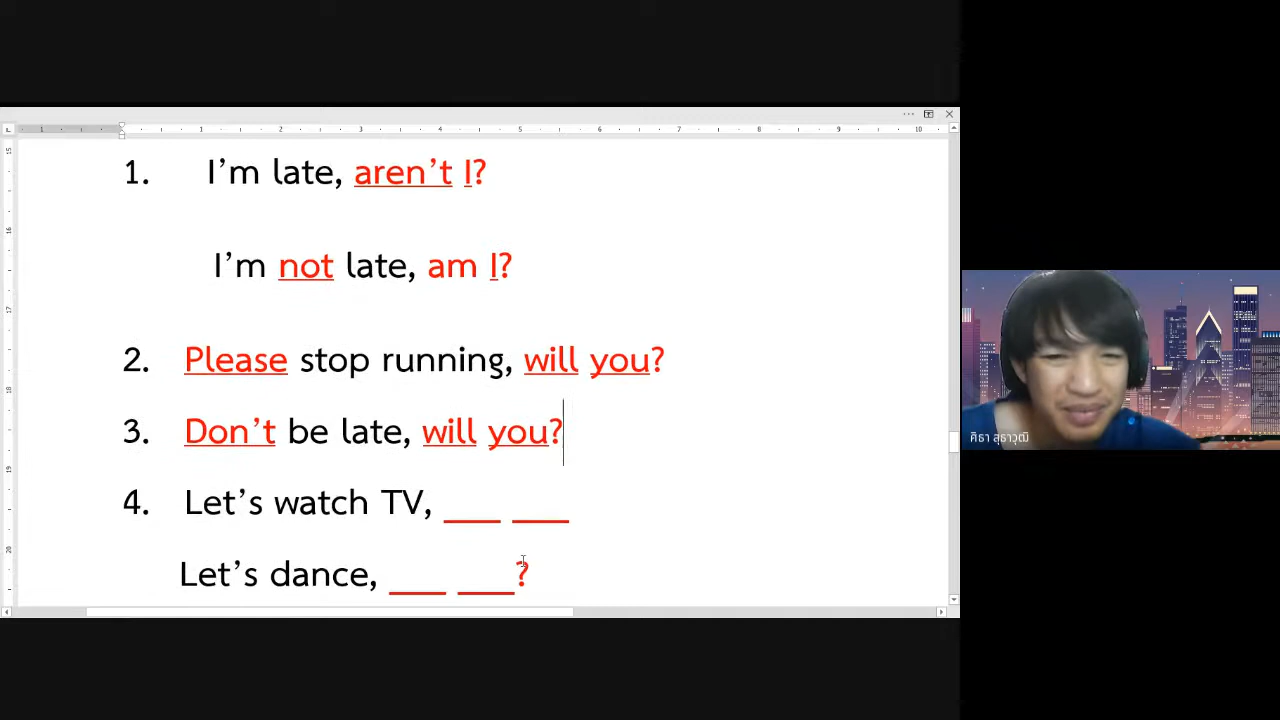 1. I'm late, aren't I?
I'm not late, am I?
2. Please stop running, will you?
3. Don't be late, will you?
ศิธา สุธาวุฒิ
4. Let's watch TV, ___ ___
Let's dance, ___ ___?